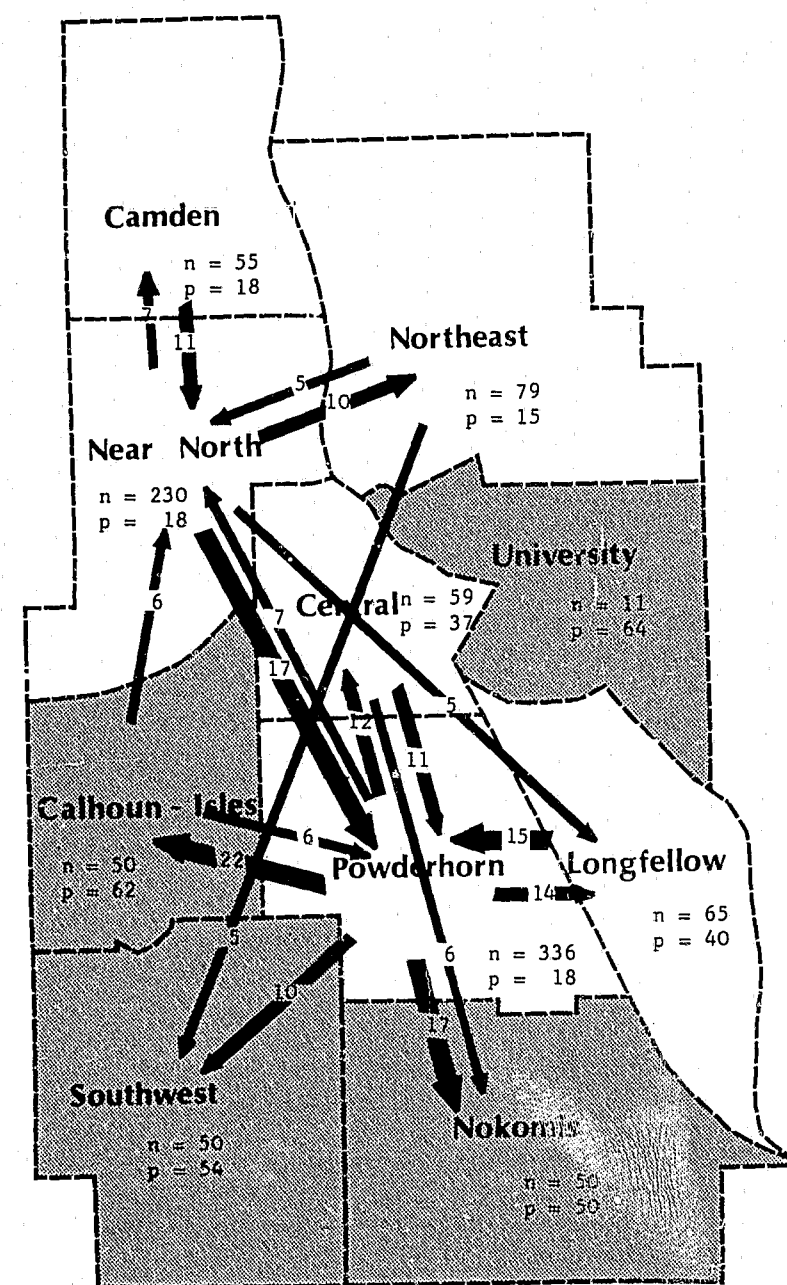 Camden
n = 55
p = 18
7
11
Northeast
5
10
n = 79
p = 15
Near North
n = 230
p = 18
University
n = 11
p = 64
Central
n = 59
p = 37
6
7
17
5
12
11
Calhoun - Isles
6
15
22
Powderhorn
Longfellow
n = 50
p = 62
14
n = 65
p = 40
5
6
n = 336
p = 18
10
17
Southwest
Nokomis
n = 50
p = 54
n = 50
p = 50